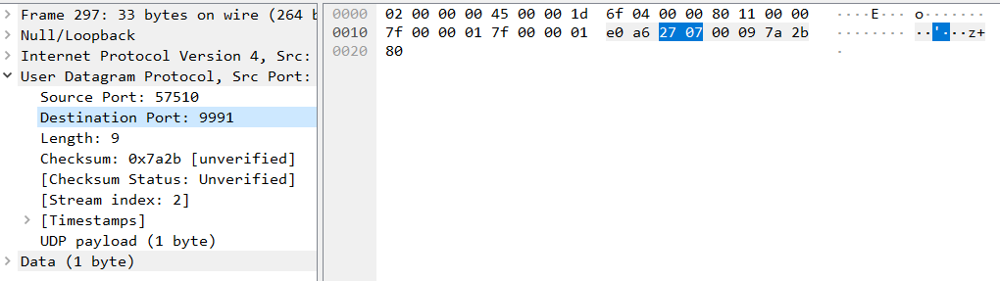 Frame 297: 33 bytes on wire (264 b
Null/Loopback
Internet Protocol Version 4, Src:
User Datagram Protocol, Src Port:
Source Port: 57510
Destination Port: 9991
Length: 9
Checksum: 0x7a2b [unverified]
[Checksum Status: Unverified]
[Stream index: 2]
[Timestamps]
UDP payload (1 byte)
Data (1 byte)
0000 02 00 00 00 45 00 00 1d 6f 04 00 00 80 11 00 00 ····E··· o·······
0010 7f 00 00 01 7f 00 00 01 e0 a6 27 07 00 09 7a 2b ········ ··'···z+
0020 80 ·